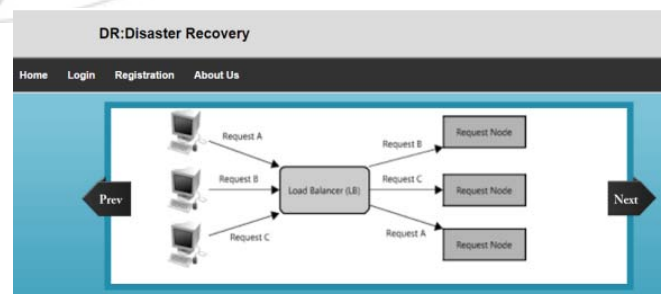 DR:Disaster Recovery
Home Login Registration About Us
Request A
Request B
Request C
Prev
Load Balancer (LB)
Request B
Request C
Request A
Request Node
Request Node
Request Node
Next